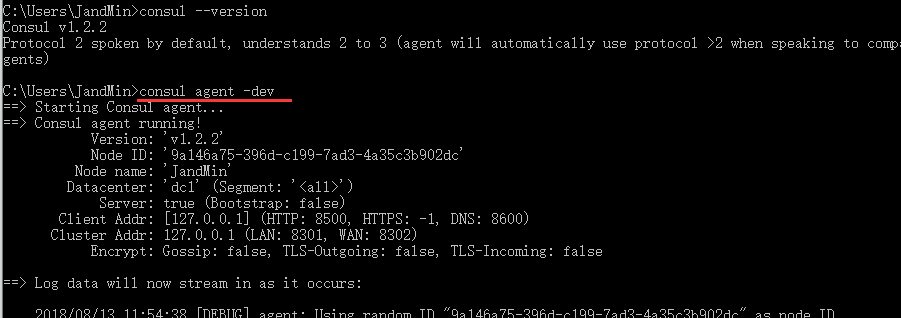 C:\Users\JandMin>consul --version
Consul v1.2.2
Protocol 2 spoken by default, understands 2 to 3 (agent will automatically use protocol >2 when speaking to comp
gents)
C:\Users\JandMin>consul agent -dev
==> Starting Consul agent...
==> Consul agent running!
Version: 'v1.2.2'
Node ID: '9a146a75-396d-c199-7ad3-4a35c3b902dc'
Node name: 'JandMin'
Datacenter: 'dc1' (Segment: '<all>')
Server: true (Bootstrap: false)
Client Addr: [127.0.0.1] (HTTP: 8500, HTTPS: -1, DNS: 8600)
Cluster Addr: 127.0.0.1 (LAN: 8301, WAN: 8302)
Encrypt: Gossip: false, TLS-Outgoing: false, TLS-Incoming: false
==> Log data will now stream in as it occurs:
2018/08/13 11:54:38 [DEBUG] agent: Using random ID "9a146a75-396d-c199-7ad3-4a35c3b902dc" as node ID